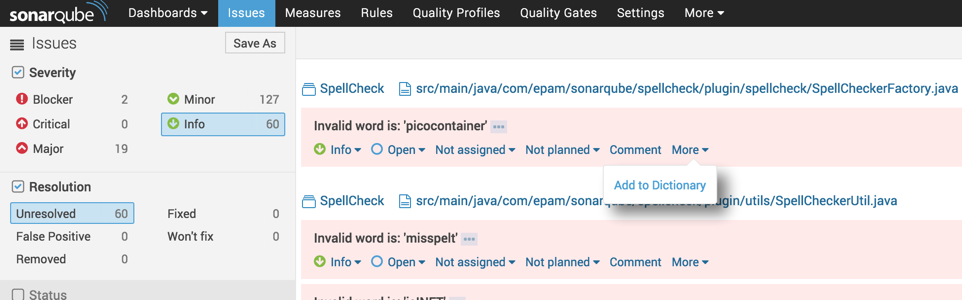 sonarqube Dashboards Issues Measures Rules Quality Profiles Quality Gates Settings More
Issues Save As
Severity
Blocker 2 Minor 127
Critical 0 Info 60
Major 19
Resolution
Unresolved 60 Fixed 0
False Positive 0 Won't fix 0
Removed 0
Status
SpellCheck src/main/java/com/epam/sonarqube/spellcheck/plugin/spellcheck/SpellCheckerFactory.java
Invalid word is: 'picocontainer'
Info Open Not assigned Not planned Comment More
Add to Dictionary
SpellCheck src/main/java/com/epam/sonarqube/spellcheck/plugin/utils/SpellCheckerUtil.java
Invalid word is: 'misspelt'
Info Open Not assigned Not planned Comment More